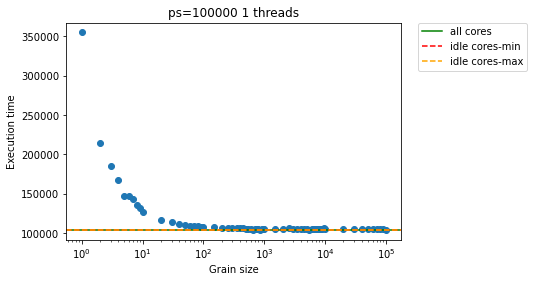 ps=100000 1 threads
350000
300000
250000
200000
150000
100000
Execution time
10^0
10^1
10^2
10^3
10^4
10^5
Grain size
all cores
idle cores-min
idle cores-max